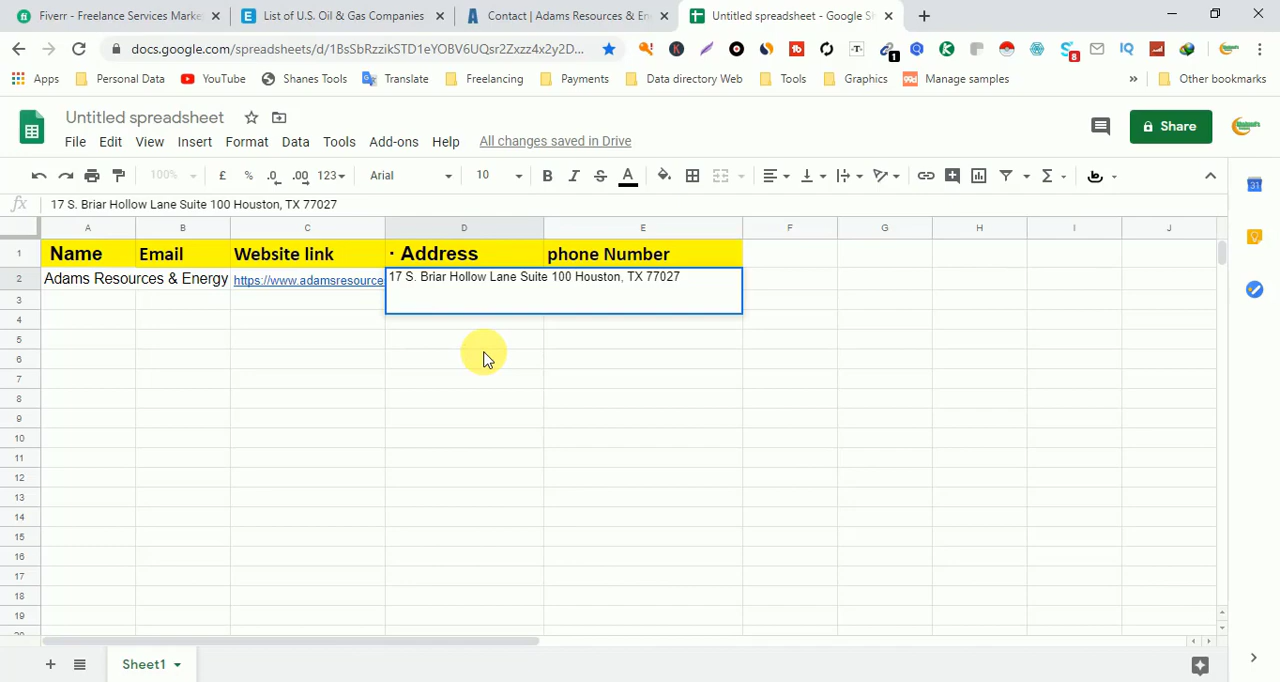 Fiverr - Freelance Services Marke
List of U.S. Oil & Gas Companies
Contact | Adams Resources & En
Untitled spreadsheet - Google Sh
docs.google.com/spreadsheets/d/1BsSbRzzikSTD1eYOBV6UQsr2Zxzz4x2y2D...
1
8
Apps
Personal Data
YouTube
Shanes Tools
Translate
Freelancing
Payments
Data directory Web
Tools
Graphics
Manage samples
»
Other bookmarks
Untitled spreadsheet
File Edit View Insert Format Data Tools Add-ons Help All changes saved in Drive
Share
100% £ % .0 .00 123 Arial 10 B I S A Σ
31
fx 17 S. Briar Hollow Lane Suite 100 Houston, TX 77027
A B C D E F G H I J
1 Name Email Website link · Address phone Number
2 Adams Resources & Energy https://www.adamsresource 17 S. Briar Hollow Lane Suite 100 Houston, TX 77027
3
4
5
6
7
8
9
10
11
12
13
14
15
16
17
18
19
Sheet1